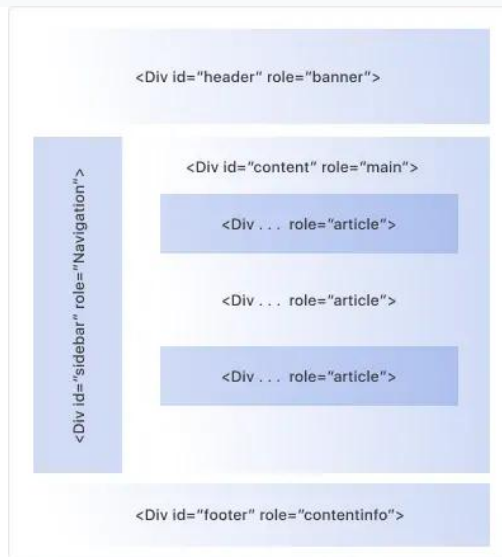 <Div id="header" role="banner">
<Div id="sidebar" role="Navigation">
<Div id="content" role="main">
<Div . . .  role="article">
<Div . . .  role="article">
<Div . . .  role="article">
<Div id="footer" role="contentinfo">